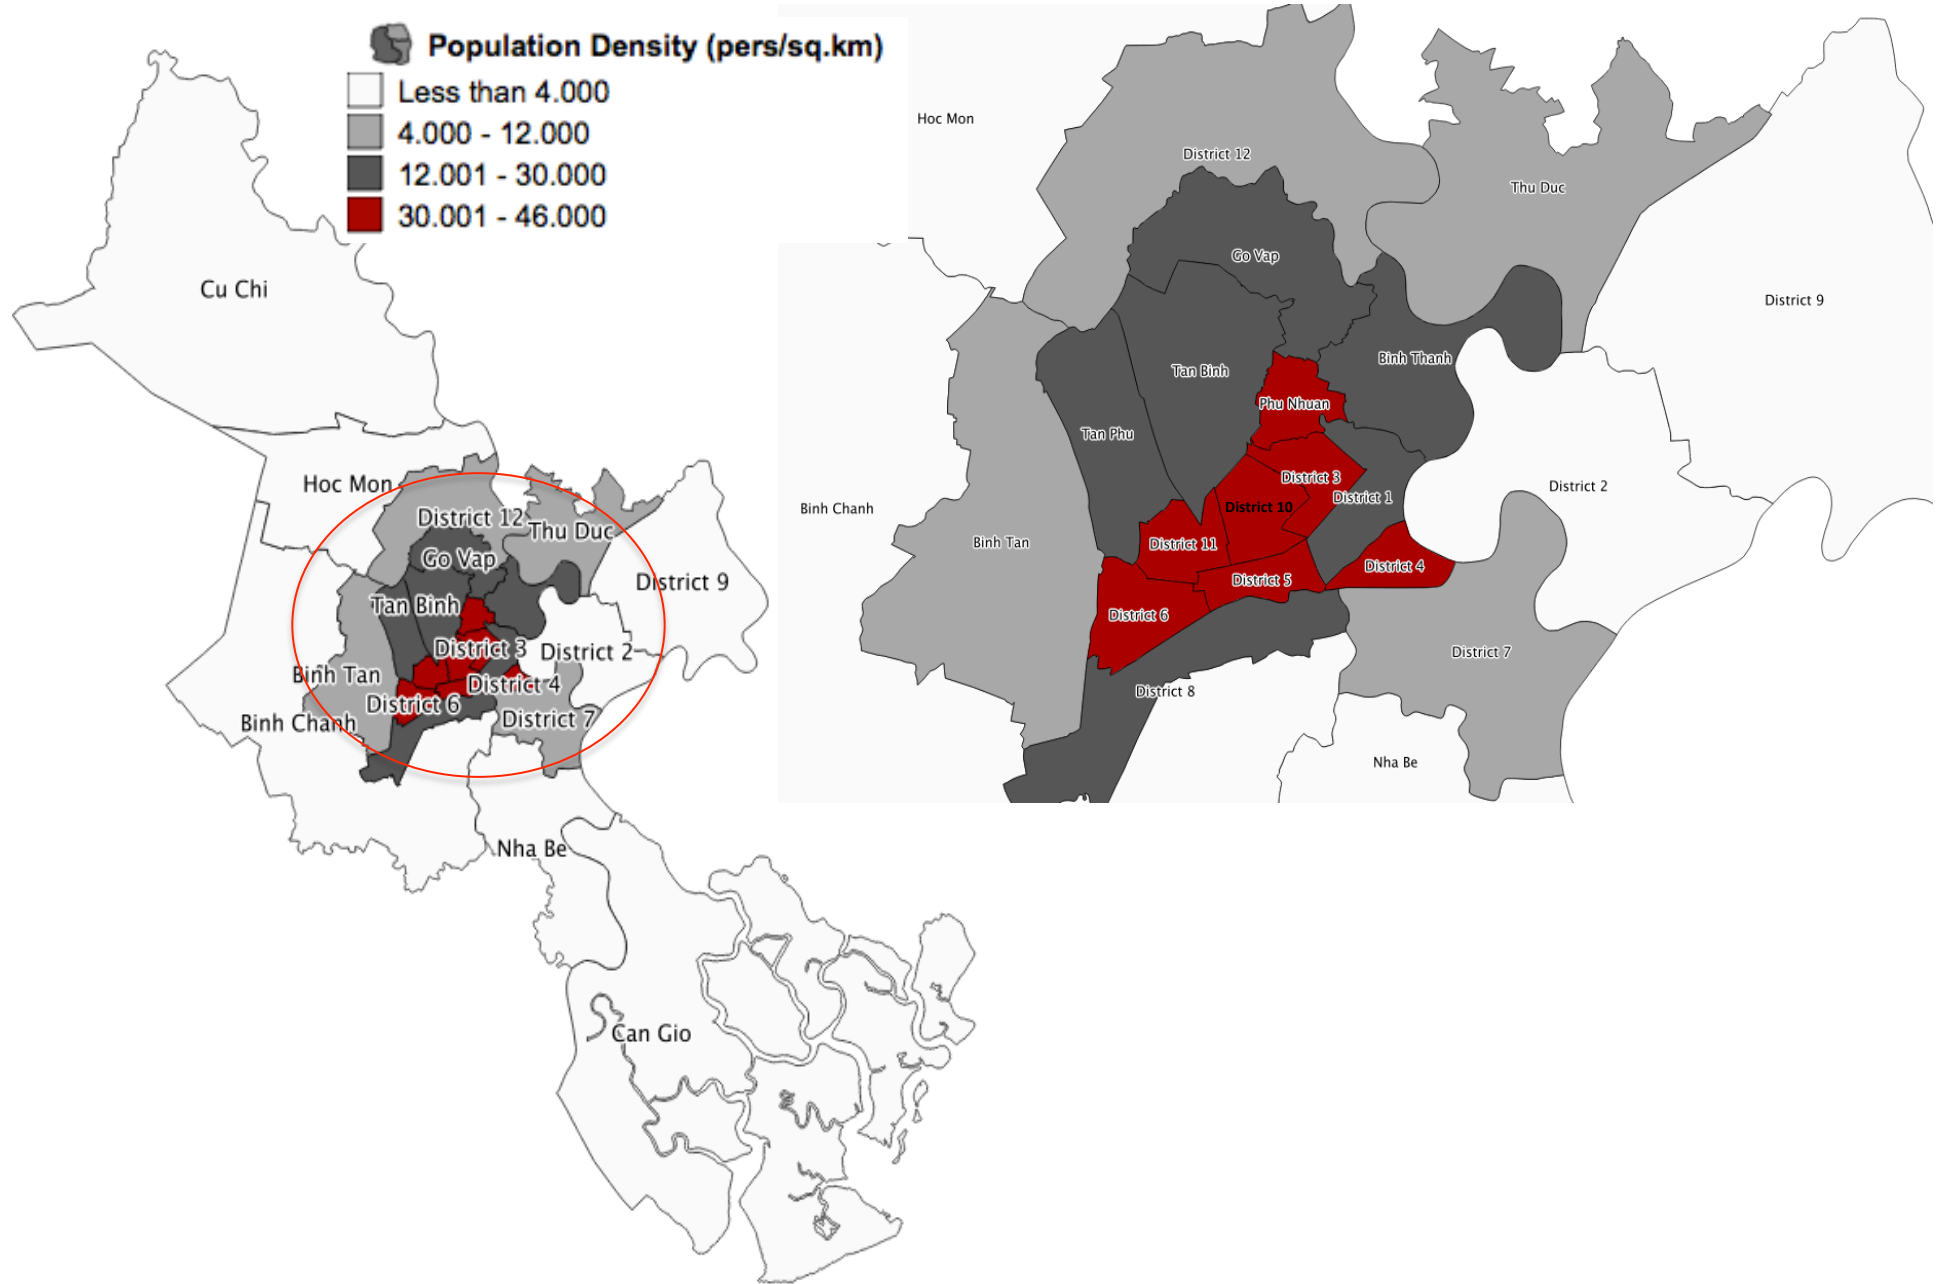 Population Density (pers/sq.km)
Less than 4.000
4.000 - 12.000
12.001 - 30.000
30.001 - 46.000
Cu Chi
Hoc Mon
District 12
Thu Duc
Go Vap
District 9
Tan Binh
District 3
District 2
Binh Tan
District 4
District 6
District 7
Binh Chanh
Nha Be
Can Gio
Hoc Mon
District 12
Thu Duc
Go Vap
District 9
Binh Thanh
Tan Binh
Phu Nhuan
Tan Phu
District 3
District 2
District 1
District 10
Binh Chanh
Binh Tan
District 11
District 4
District 5
District 6
District 7
District 8
Nha Be